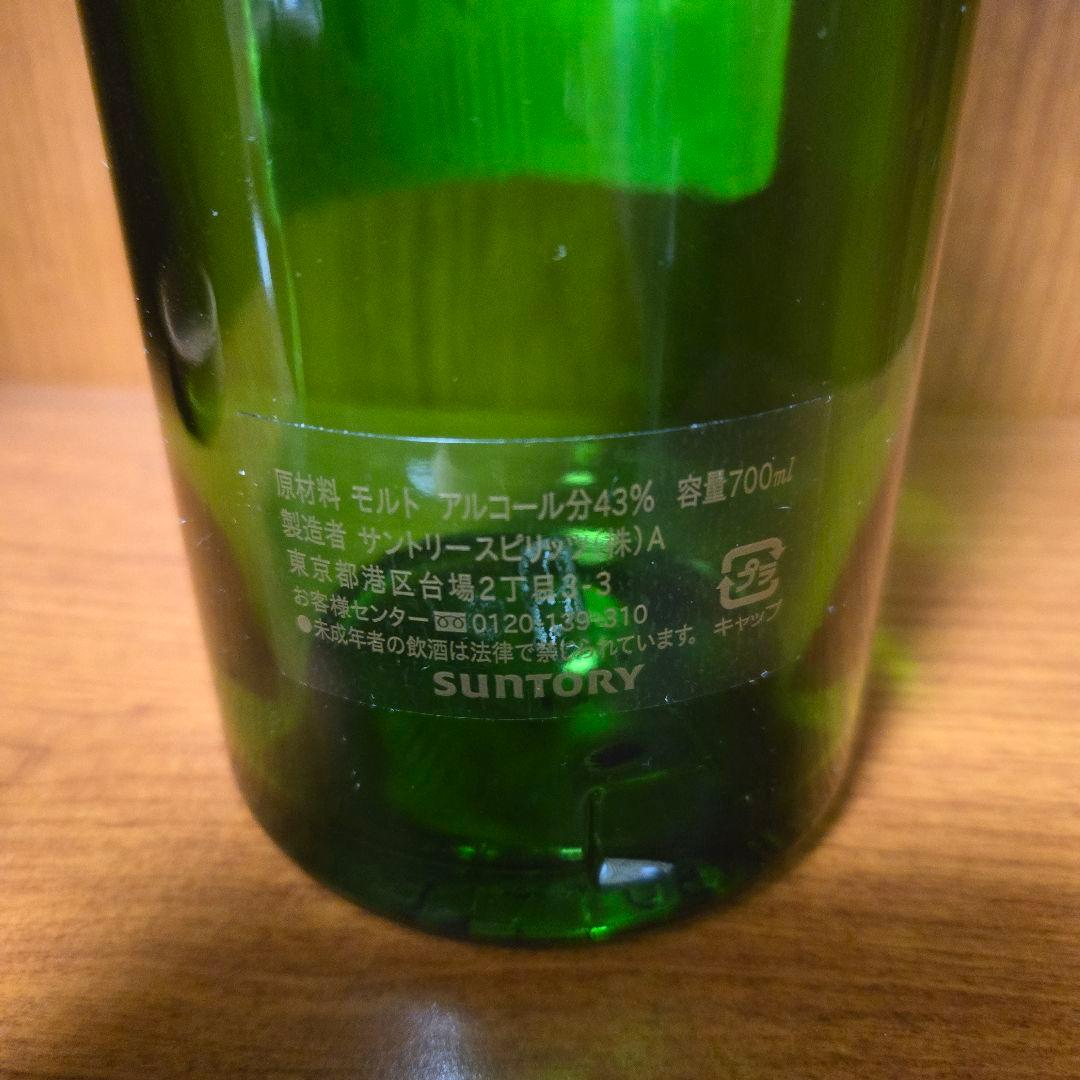 原材料 モルト アルコール分43% 容量700ml
製造者 サントリースピリッツ(株)A
東京都港区台場2丁目3-3
お客様センター 0120-139-310
●未成年者の飲酒は法律で禁じられています。
プラ
キャップ
SUNTORY